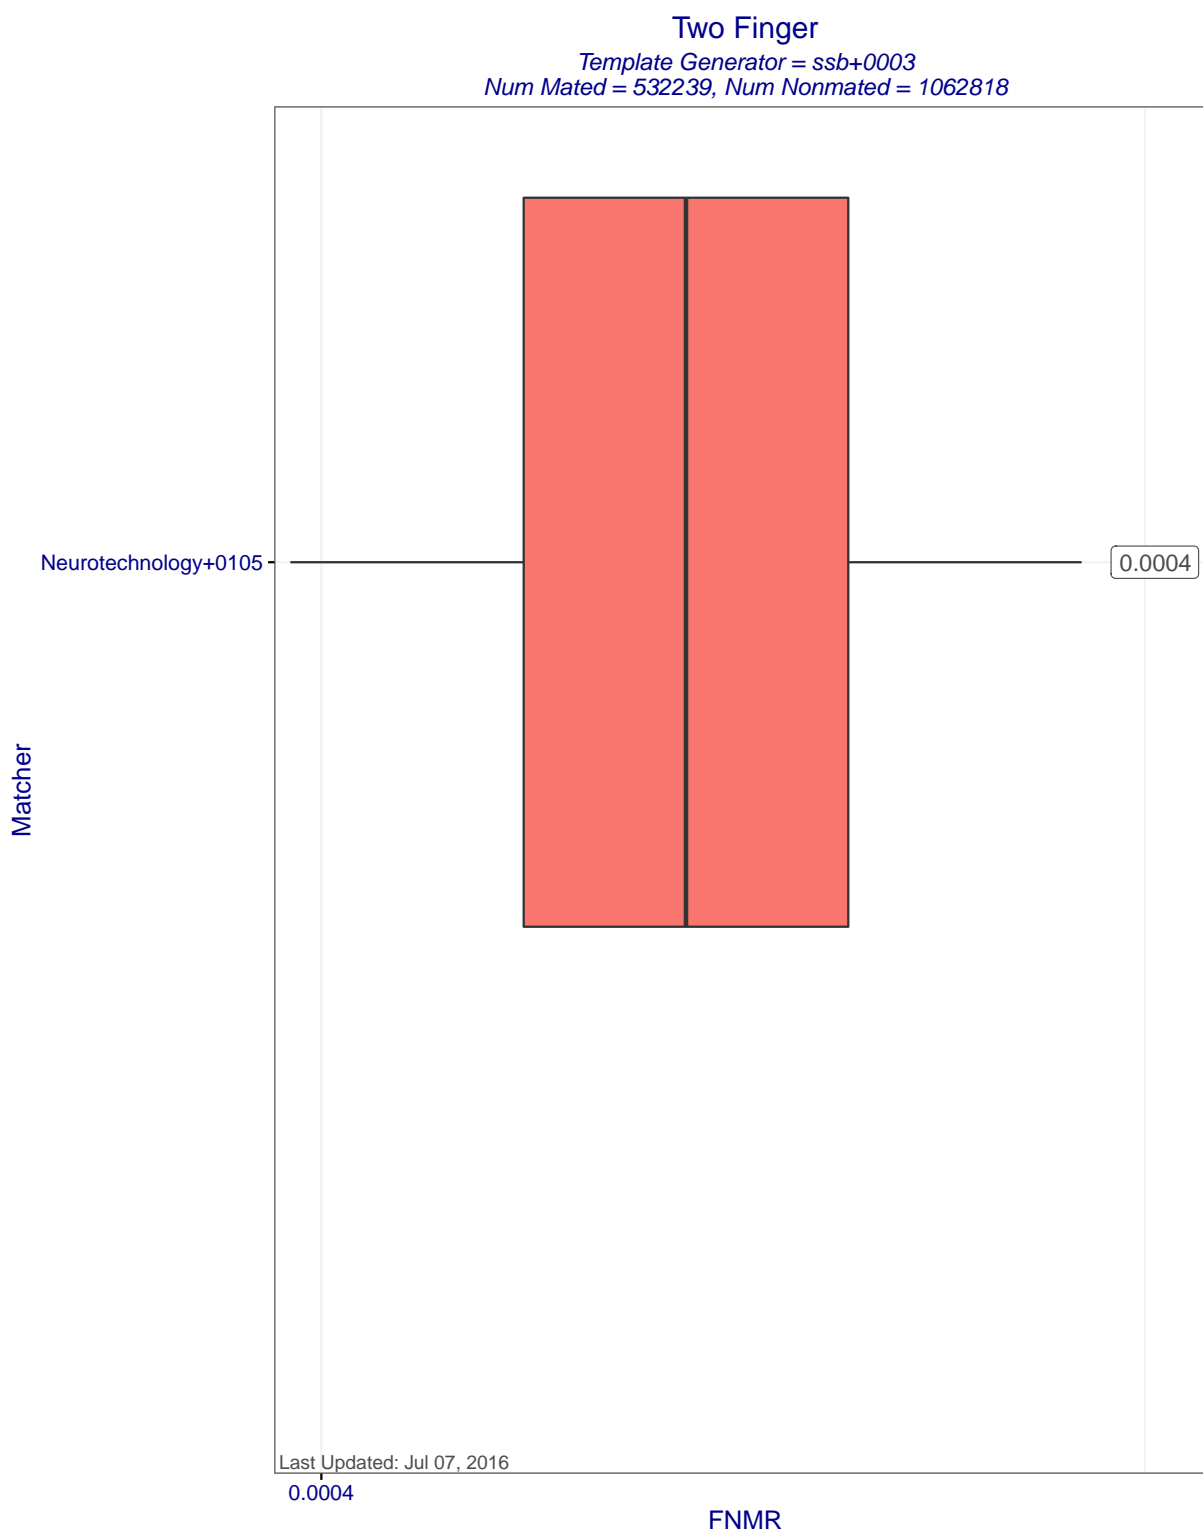 Two Finger
Template Generator = ssb+0003
Num Mated = 532239, Num Nonmated = 1062818
Neurotechnology+0105
0.0004
Matcher
Last Updated: Jul 07, 2016
0.0004
FNMR